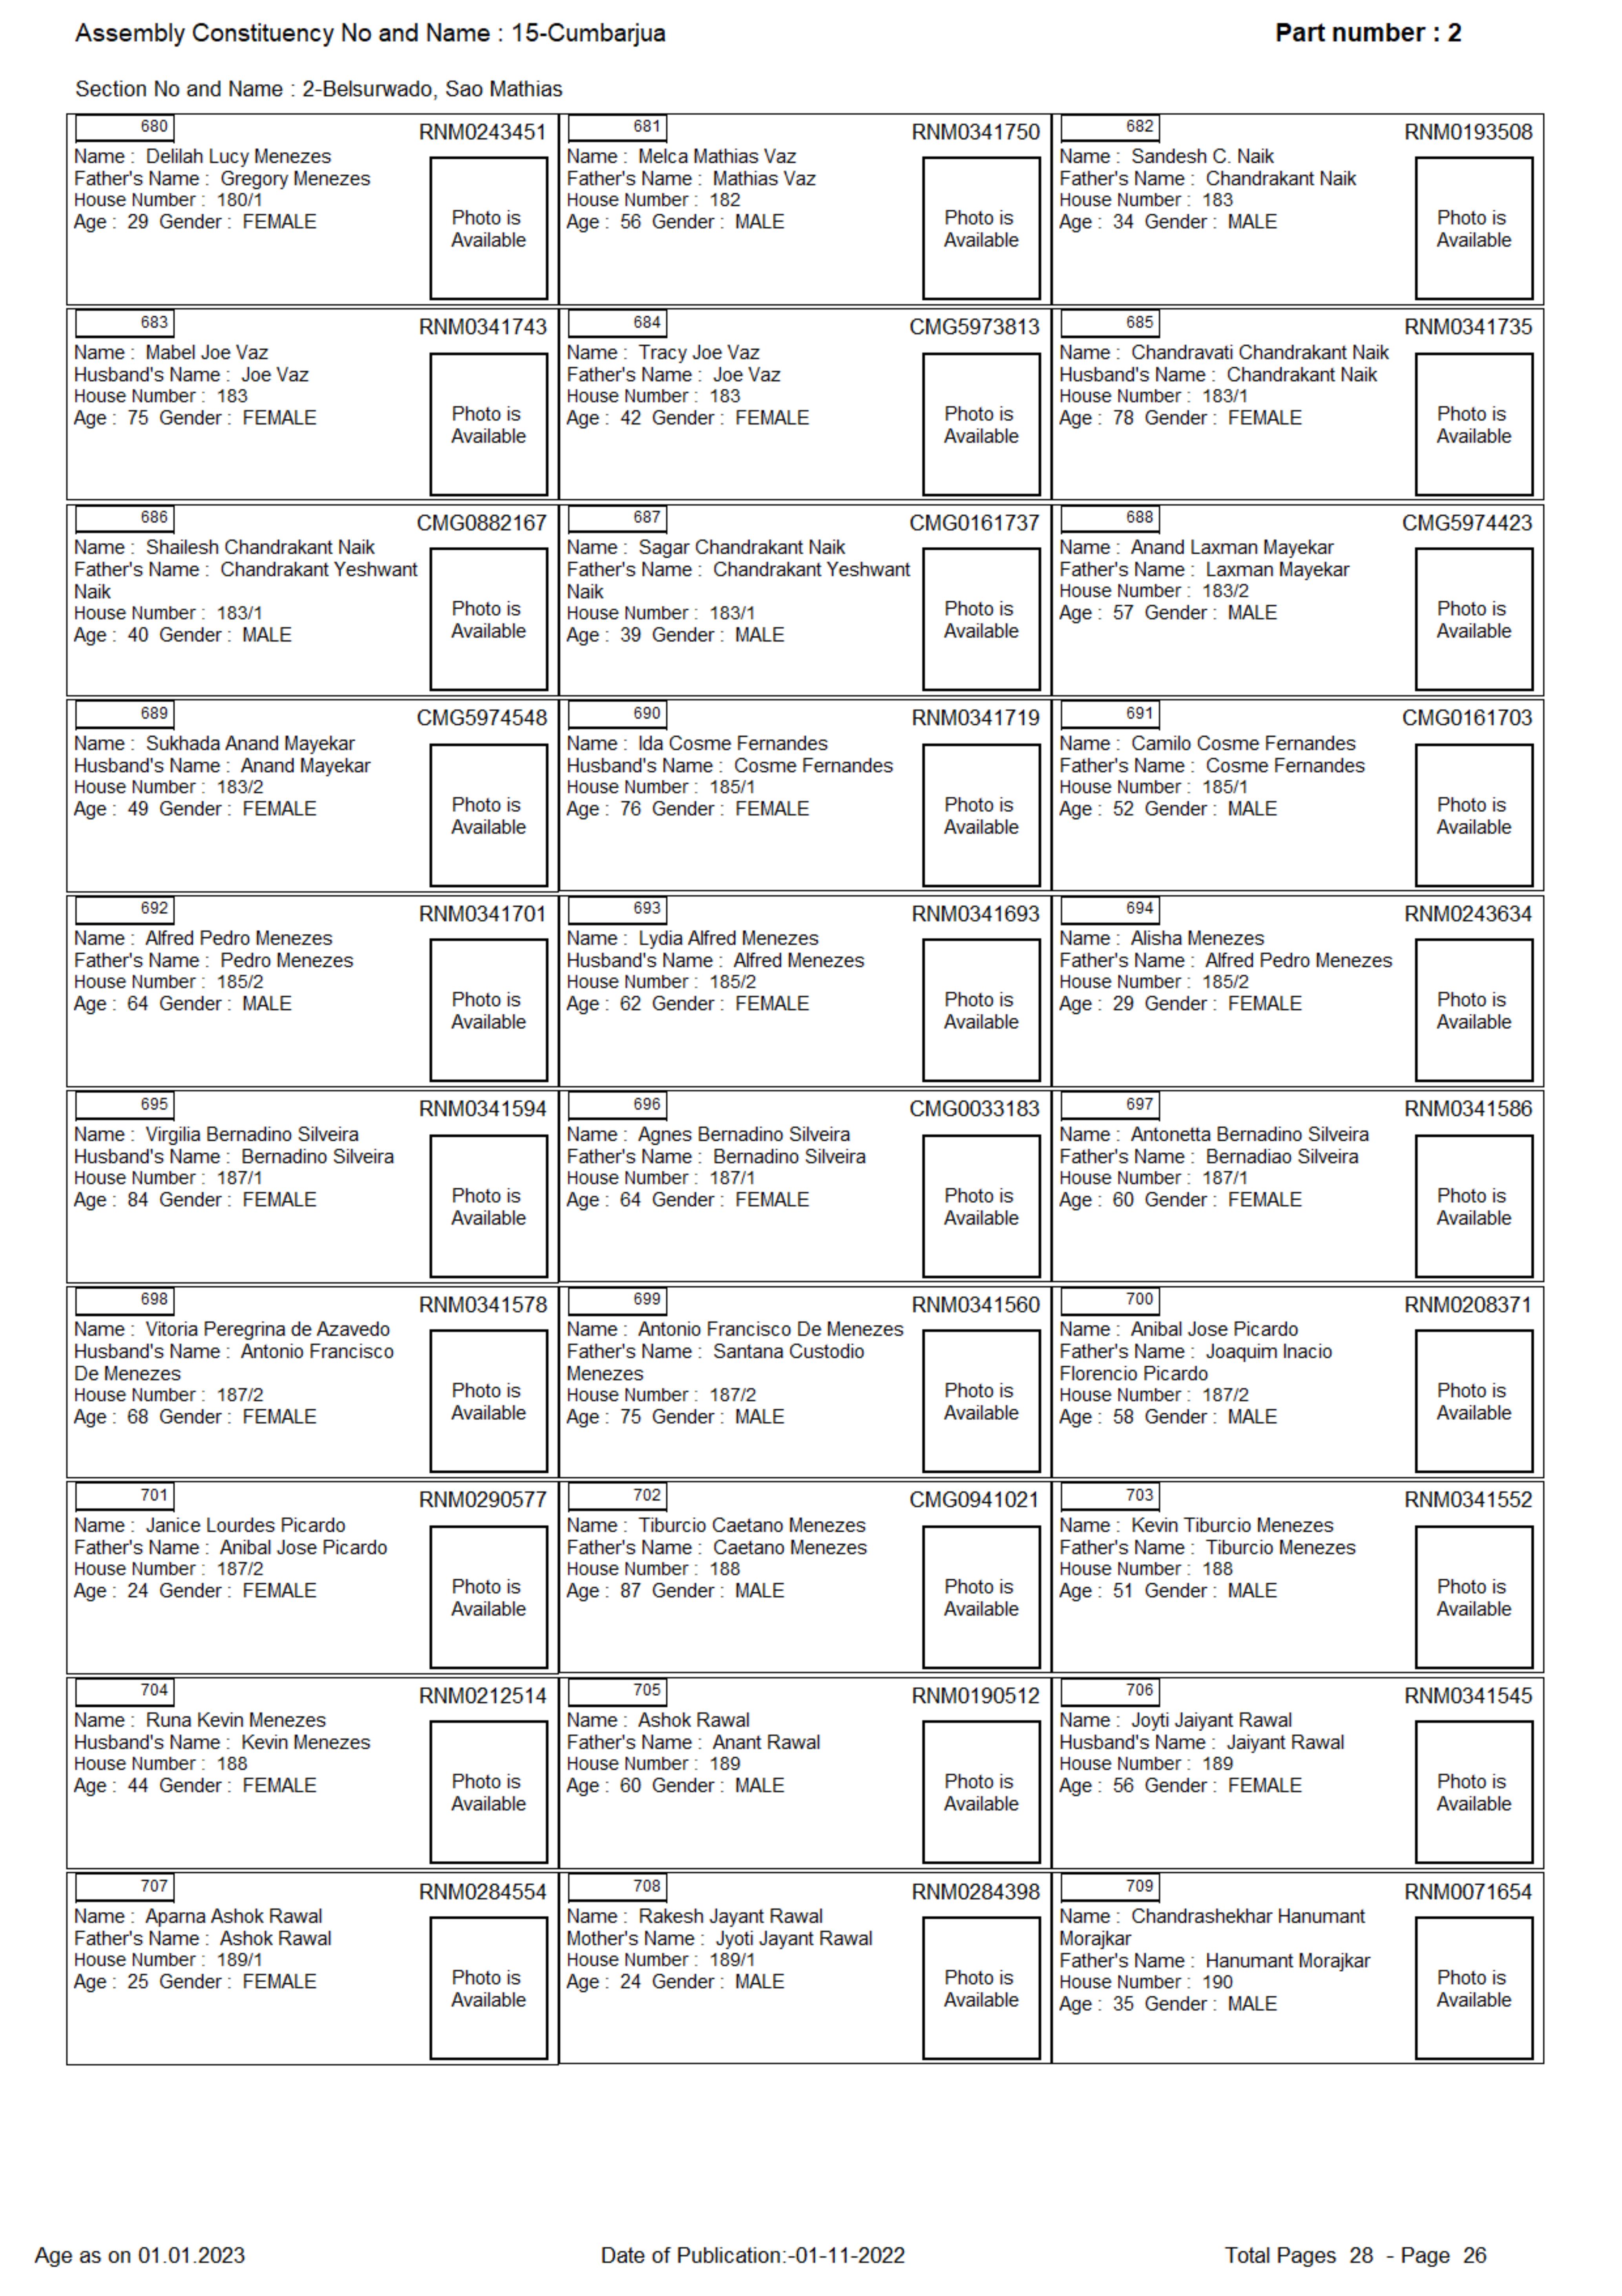 Assembly Constituency No and Name : 15-Cumbarjua
Part number : 2
Section No and Name : 2-Belsurwado, Sao Mathias
680
RNM0243451
Name : Delilah Lucy Menezes
Father's Name : Gregory Menezes
House Number : 180/1
Age : 29 Gender : FEMALE
Photo is
Available
681
RNM0341750
Name : Melca Mathias Vaz
Father's Name : Mathias Vaz
House Number : 182
Age : 56 Gender : MALE
Photo is
Available
682
RNM0193508
Name : Sandesh C. Naik
Father's Name : Chandrakant Naik
House Number : 183
Age : 34 Gender : MALE
Photo is
Available
683
RNM0341743
Name : Mabel Joe Vaz
Husband's Name : Joe Vaz
House Number : 183
Age : 75 Gender : FEMALE
Photo is
Available
684
CMG5973813
Name : Tracy Joe Vaz
Father's Name : Joe Vaz
House Number : 183
Age : 42 Gender : FEMALE
Photo is
Available
685
RNM0341735
Name : Chandravati Chandrakant Naik
Husband's Name : Chandrakant Naik
House Number : 183/1
Age : 78 Gender : FEMALE
Photo is
Available
686
CMG0882167
Name : Shailesh Chandrakant Naik
Father's Name : Chandrakant Yeshwant
Naik
House Number : 183/1
Age : 40 Gender : MALE
Photo is
Available
687
CMG0161737
Name : Sagar Chandrakant Naik
Father's Name : Chandrakant Yeshwant
Naik
House Number : 183/1
Age : 39 Gender : MALE
Photo is
Available
688
CMG5974423
Name : Anand Laxman Mayekar
Father's Name : Laxman Mayekar
House Number : 183/2
Age : 57 Gender : MALE
Photo is
Available
689
CMG5974548
Name : Sukhada Anand Mayekar
Husband's Name : Anand Mayekar
House Number : 183/2
Age : 49 Gender : FEMALE
Photo is
Available
690
RNM0341719
Name : Ida Cosme Fernandes
Husband's Name : Cosme Fernandes
House Number : 185/1
Age : 76 Gender : FEMALE
Photo is
Available
691
CMG0161703
Name : Camilo Cosme Fernandes
Father's Name : Cosme Fernandes
House Number : 185/1
Age : 52 Gender : MALE
Photo is
Available
692
RNM0341701
Name : Alfred Pedro Menezes
Father's Name : Pedro Menezes
House Number : 185/2
Age : 64 Gender : MALE
Photo is
Available
693
RNM0341693
Name : Lydia Alfred Menezes
Husband's Name : Alfred Menezes
House Number : 185/2
Age : 62 Gender : FEMALE
Photo is
Available
694
RNM0243634
Name : Alisha Menezes
Father's Name : Alfred Pedro Menezes
House Number : 185/2
Age : 29 Gender : FEMALE
Photo is
Available
695
RNM0341594
Name : Virgilia Bernadino Silveira
Husband's Name : Bernadino Silveira
House Number : 187/1
Age : 84 Gender : FEMALE
Photo is
Available
696
CMG0033183
Name : Agnes Bernadino Silveira
Father's Name : Bernadino Silveira
House Number : 187/1
Age : 64 Gender : FEMALE
Photo is
Available
697
RNM0341586
Name : Antonetta Bernadino Silveira
Father's Name : Bernadiao Silveira
House Number : 187/1
Age : 60 Gender : FEMALE
Photo is
Available
698
RNM0341578
Name : Vitoria Peregrina de Azavedo
Husband's Name : Antonio Francisco
De Menezes
House Number : 187/2
Age : 68 Gender : FEMALE
Photo is
Available
699
RNM0341560
Name : Antonio Francisco De Menezes
Father's Name : Santana Custodio
Menezes
House Number : 187/2
Age : 75 Gender : MALE
Photo is
Available
700
RNM0208371
Name : Anibal Jose Picardo
Father's Name : Joaquim Inacio
Florencio Picardo
House Number : 187/2
Age : 58 Gender : MALE
Photo is
Available
701
RNM0290577
Name : Janice Lourdes Picardo
Father's Name : Anibal Jose Picardo
House Number : 187/2
Age : 24 Gender : FEMALE
Photo is
Available
702
CMG0941021
Name : Tiburcio Caetano Menezes
Father's Name : Caetano Menezes
House Number : 188
Age : 87 Gender : MALE
Photo is
Available
703
RNM0341552
Name : Kevin Tiburcio Menezes
Father's Name : Tiburcio Menezes
House Number : 188
Age : 51 Gender : MALE
Photo is
Available
704
RNM0212514
Name : Runa Kevin Menezes
Husband's Name : Kevin Menezes
House Number : 188
Age : 44 Gender : FEMALE
Photo is
Available
705
RNM0190512
Name : Ashok Rawal
Father's Name : Anant Rawal
House Number : 189
Age : 60 Gender : MALE
Photo is
Available
706
RNM0341545
Name : Joyti Jaiyant Rawal
Husband's Name : Jaiyant Rawal
House Number : 189
Age : 56 Gender : FEMALE
Photo is
Available
707
RNM0284554
Name : Aparna Ashok Rawal
Father's Name : Ashok Rawal
House Number : 189/1
Age : 25 Gender : FEMALE
Photo is
Available
708
RNM0284398
Name : Rakesh Jayant Rawal
Mother's Name : Jyoti Jayant Rawal
House Number : 189/1
Age : 24 Gender : MALE
Photo is
Available
709
RNM0071654
Name : Chandrashekhar Hanumant
Morajkar
Father's Name : Hanumant Morajkar
House Number : 190
Age : 35 Gender : MALE
Photo is
Available
Age as on 01.01.2023
Date of Publication:-01-11-2022
Total Pages 28 - Page 26